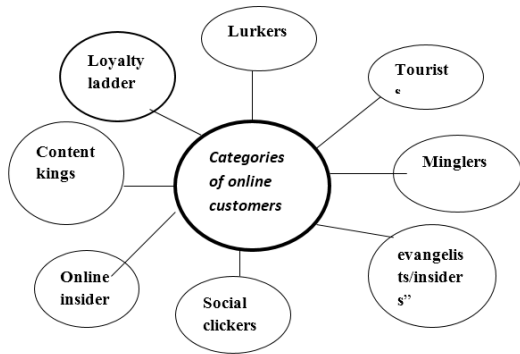 Lurkers
Loyalty
ladder
Tourist
s
Content
kings
Categories
of online
customers
Minglers
Online
insider
Social
clickers
evangelis
ts/insider
s”